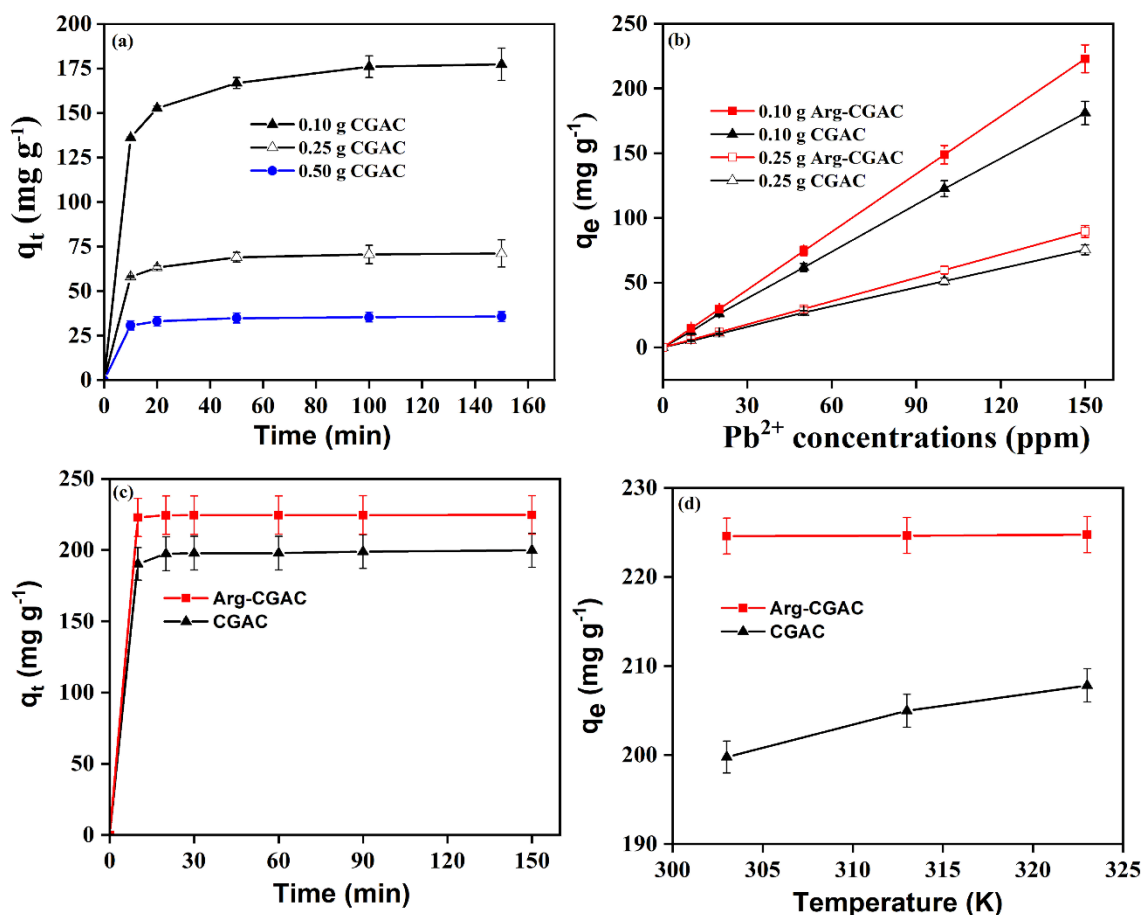 (a)
200
175
150
125
100
75
50
25
0
q_t (mg g⁻¹)
0.10 g CGAC
0.25 g CGAC
0.50 g CGAC
0 20 40 60 80 100 120 140 160
Time (min)
(b)
250
200
150
100
50
0
q_e (mg g⁻¹)
0.10 g Arg-CGAC
0.10 g CGAC
0.25 g Arg-CGAC
0.25 g CGAC
0 30 60 90 120 150
Pb²⁺ concentrations (ppm)
(c)
250
200
150
100
50
0
q_t (mg g⁻¹)
Arg-CGAC
CGAC
0 30 60 90 120 150
Time (min)
(d)
230
220
210
200
190
q_e (mg g⁻¹)
Arg-CGAC
CGAC
300 305 310 315 320 325
Temperature (K)